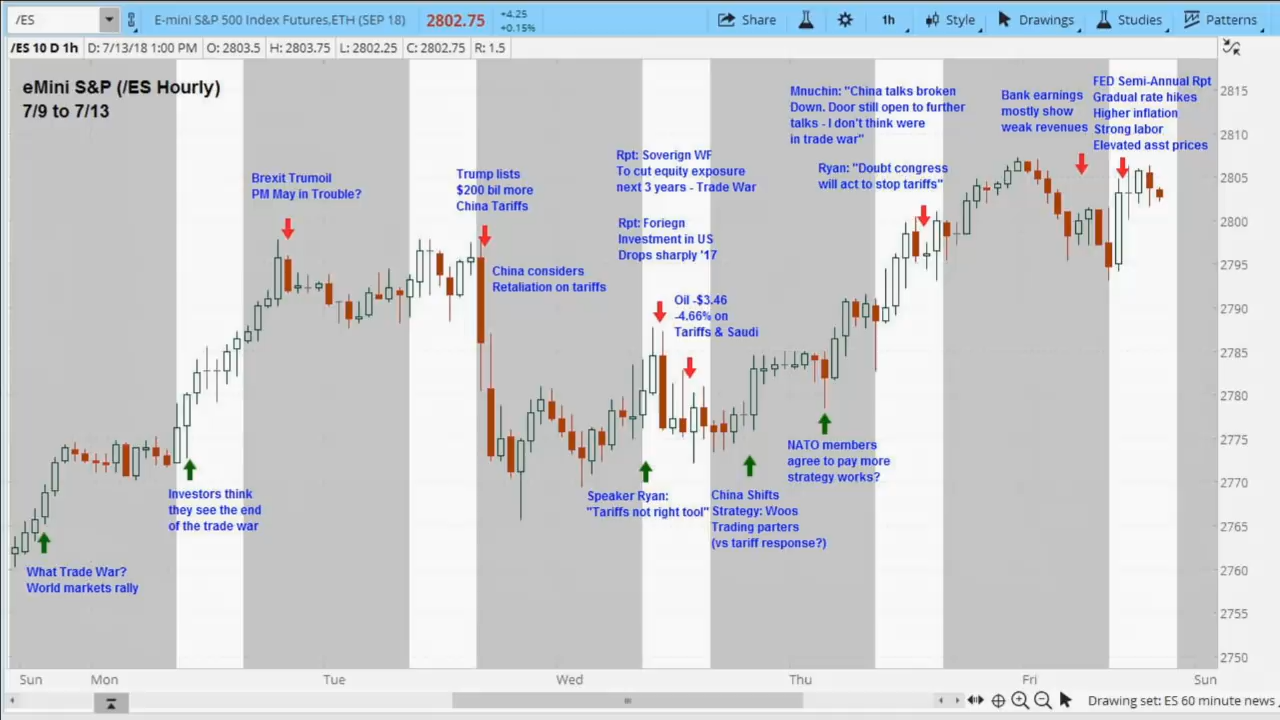 /ES
E-mini S&P 500 Index Futures,ETH (SEP 18)
2802.75
+4.25
+0.15%
Share
1h
Style
Drawings
Studies
Patterns
/ES 10 D 1h
D: 7/13/18 1:00 PM
O: 2803.5
H: 2803.75
L: 2802.25
C: 2802.75
R: 1.5
eMini S&P (/ES Hourly)
7/9 to 7/13
Brexit Trumoil
PM May in Trouble?
Trump lists
$200 bil more
China Tariffs
China considers
Retaliation on tariffs
Rpt: Soverign WF
To cut equity exposure
next 3 years - Trade War
Rpt: Foriegn
Investment in US
Drops sharply '17
Oil -$3.46
-4.66% on
Tariffs & Saudi
Mnuchin: "China talks broken
Down. Door still open to further
talks - I don't think were
in trade war"
Ryan: "Doubt congress
will act to stop tariffs"
Bank earnings
mostly show
weak revenues
FED Semi-Annual Rpt
Gradual rate hikes
Higher inflation
Strong labor
Elevated asst prices
What Trade War?
World markets rally
Investors think
they see the end
of the trade war
Speaker Ryan:
"Tariffs not right tool"
China Shifts
Strategy: Woos
Trading parters
(vs tariff response?)
NATO members
agree to pay more
strategy works?
2815
2810
2805
2800
2795
2790
2785
2780
2775
2770
2765
2760
2755
2750
Sun
Mon
Tue
Wed
Thu
Fri
Sun
Drawing set: ES 60 minute news